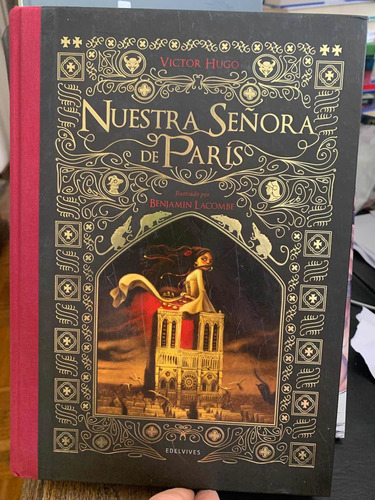 Victor Hugo
Nuestra Señora
de París
Ilustrado por
Benjamin Lacombe
EDELVIVES